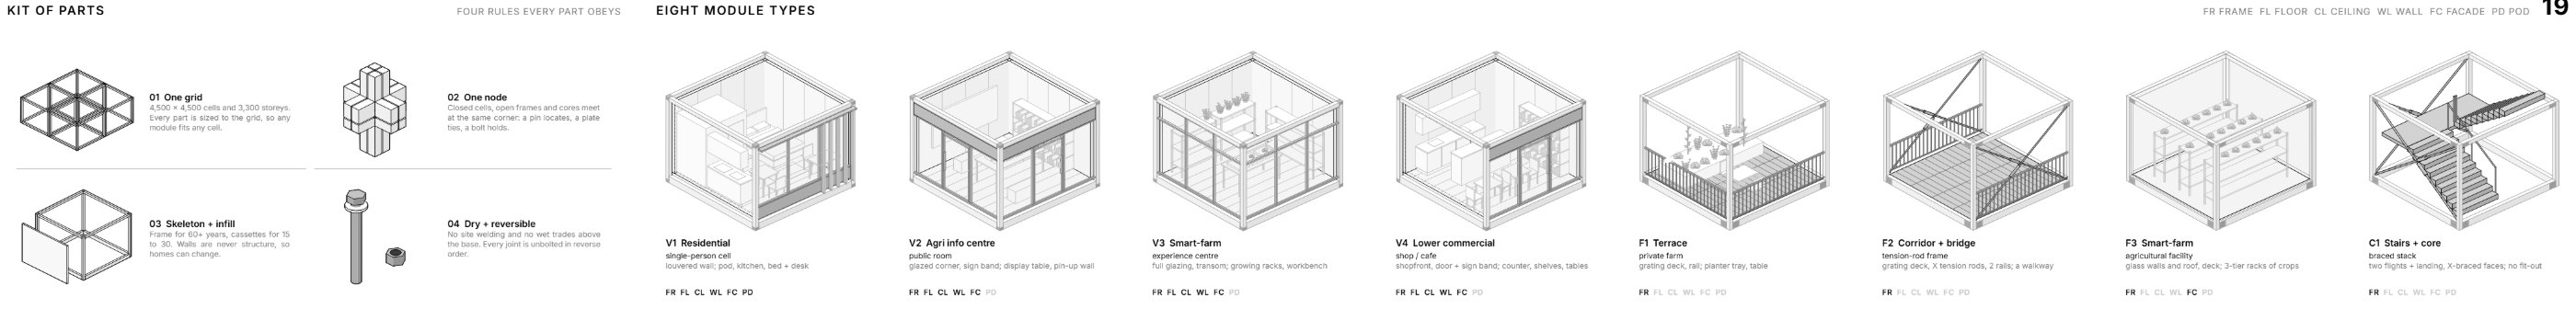 KIT OF PARTS
FOUR RULES EVERY PART OBEYS
01 One grid
4,500 × 4,500 cells and 3,300 storeys.
Every part is sized to the grid, so any
module fits any cell.
02 One node
Closed cells, open frames and cores meet
at the same corner: a pin locates, a plate
ties, a bolt holds.
03 Skeleton + infill
Frame for 60+ years, cassettes for 15
to 30. Walls are never structure, so
homes can change.
04 Dry + reversible
No site welding and no wet trades above
the base. Every joint is unbolted in reverse
order.
EIGHT MODULE TYPES
FR FRAME FL FLOOR CL CEILING WL WALL FC FACADE PD POD
19
V1 Residential
single-person cell
louvered wall; pod, kitchen, bed + desk
FR FL CL WL FC PD
V2 Agri info centre
public room
glazed corner, sign band; display table, pin-up wall
FR FL CL WL FC PD
V3 Smart-farm
experience centre
full glazing, transom; growing racks, workbench
FR FL CL WL FC PD
V4 Lower commercial
shop / cafe
shopfront, door + sign band; counter, shelves, tables
FR FL CL WL FC PD
F1 Terrace
private farm
grating deck, rail; planter tray, table
FR FL CL WL FC PD
F2 Corridor + bridge
tension-rod frame
grating deck, X tension rods, 2 rails; a walkway
FR FL CL WL FC PD
F3 Smart-farm
agricultural facility
glass walls and roof, deck; 3-tier racks of crops
FR FL CL WL FC PD
C1 Stairs + core
braced stack
two flights + landing, X-braced faces; no fit-out
FR FL CL WL FC PD